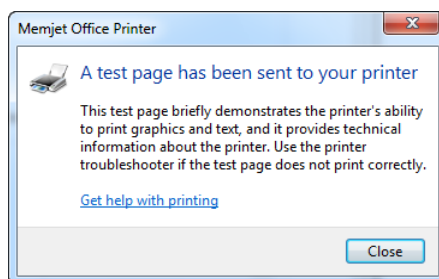 Memjet Office Printer
A test page has been sent to your printer
This test page briefly demonstrates the printer's ability
to print graphics and text, and it provides technical
information about the printer. Use the printer
troubleshooter if the test page does not print correctly.
Get help with printing
Close